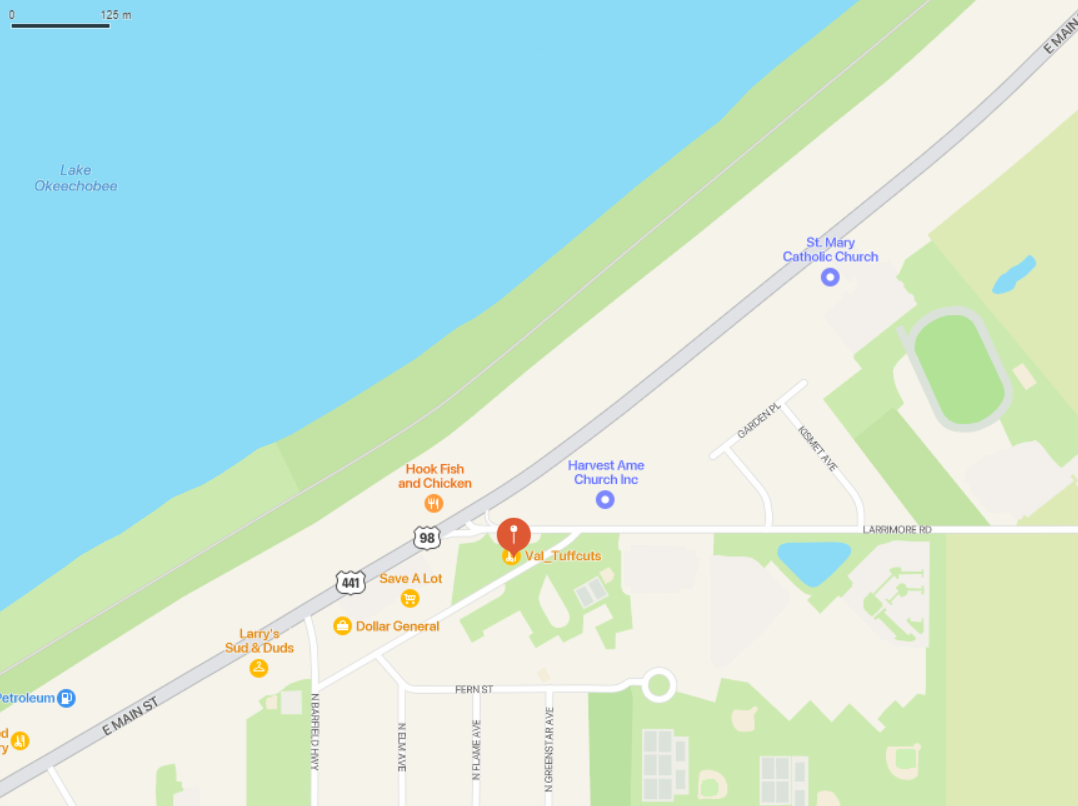 0 125 m
E MAIN
Lake
Okeechobee
St. Mary
Catholic Church
GARDEN PL
KISMET AVE
Hook Fish
and Chicken
Harvest Ame
Church Inc
LARRIMORE RD
98
Val_Tuffcuts
441
Save A Lot
Dollar General
Larry's
Sud & Duds
Petroleum
E MAIN ST
FERN ST
N BARFIELD HWY
N ELM AVE
N FLAME AVE
N GREENSTAR AVE
d
ry